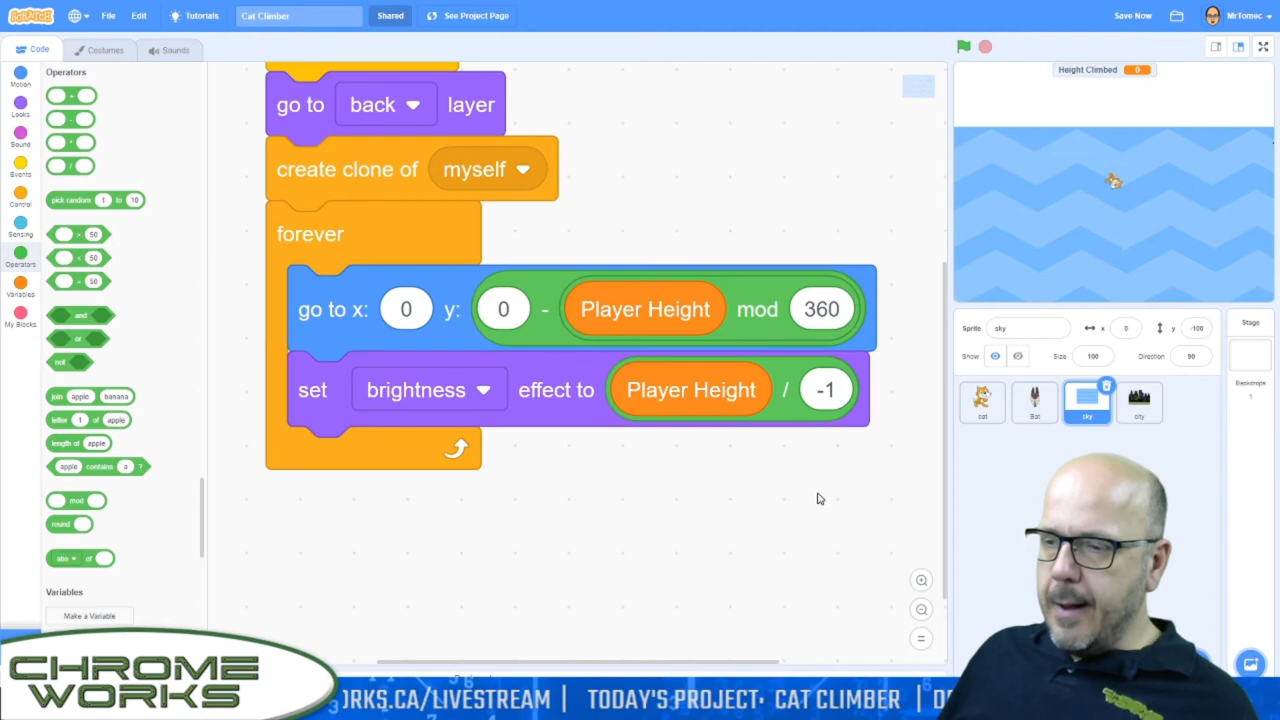 SCRATCH
File
Edit
Tutorials
Cat Climber
Shared
See Project Page
Save Now
MrTomec
Code
Costumes
Sounds
Motion
Looks
Sound
Events
Control
Sensing
Operators
Variables
My Blocks
Operators
+
-
*
/
pick random 1 to 10
> 50
< 50
= 50
and
or
not
join apple banana
letter 1 of apple
length of apple
apple contains a ?
mod
round
abs of
Variables
Make a Variable
go to back layer
create clone of myself
forever
go to x: 0 y: 0 - Player Height mod 360
set brightness effect to Player Height / -1
Height Climbed 0
Sprite sky x 0 y -100
Show Size 100 Direction 90
cat
Bat
sky
city
Stage
Backdrops
1
CHROME
WORKS
ORKS.CA/LIVESTREAM | TODAY'S PROJECT: CAT CLIMBER |